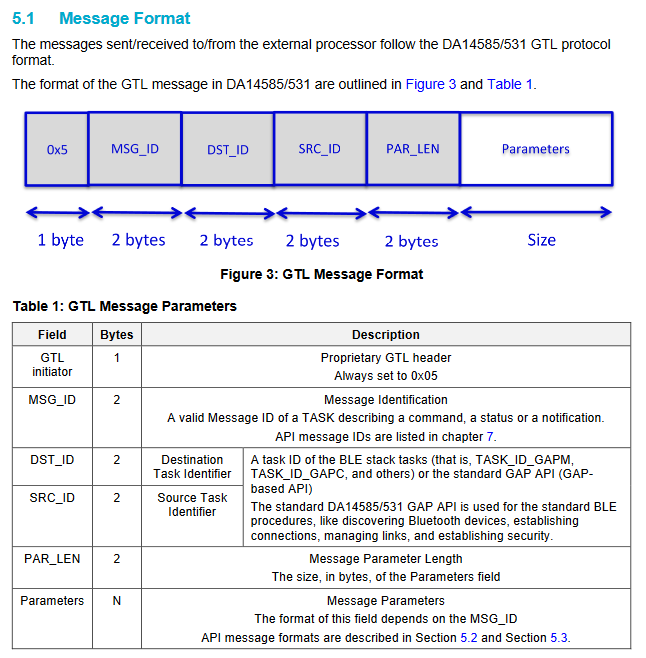 5.1 Message Format
The messages sent/received to/from the external processor follow the DA14585/531 GTL protocol
format.
The format of the GTL message in DA14585/531 are outlined in Figure 3 and Table 1.
0x5 MSG_ID DST_ID SRC_ID PAR_LEN Parameters
1 byte 2 bytes 2 bytes 2 bytes 2 bytes Size
Figure 3: GTL Message Format
Table 1: GTL Message Parameters
Field Bytes Description
GTL
initiator
1
Proprietary GTL header
Always set to 0x05
MSG_ID 2 Message Identification
A valid Message ID of a TASK describing a command, a status or a notification.
API message IDs are listed in chapter 7.
DST_ID 2 Destination
Task Identifier
SRC_ID 2 Source Task
Identifier
A task ID of the BLE stack tasks (that is, TASK_ID_GAPM,
TASK_ID_GAPC, and others) or the standard GAP API (GAP-
based API)
The standard DA14585/531 GAP API is used for the standard BLE
procedures, like discovering Bluetooth devices, establishing
connections, managing links, and establishing security.
PAR_LEN 2 Message Parameter Length
The size, in bytes, of the Parameters field
Parameters N Message Parameters
The format of this field depends on the MSG_ID
API message formats are described in Section 5.2 and Section 5.3.